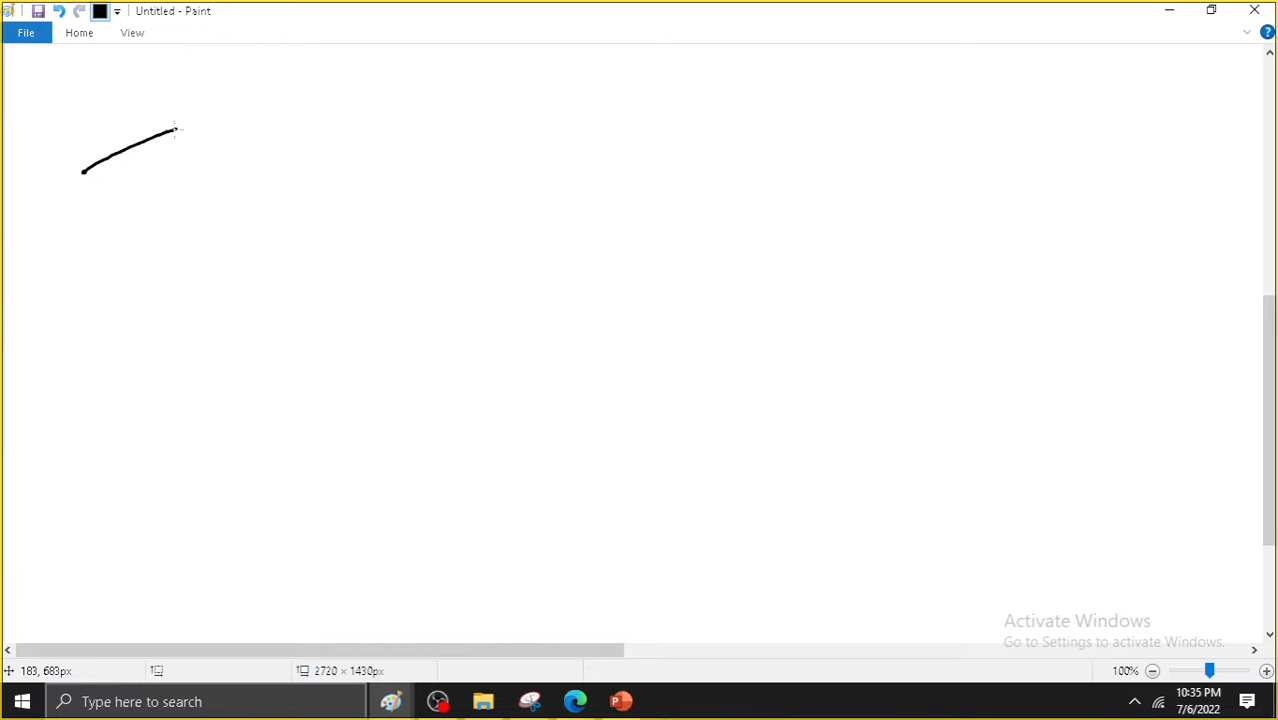 Untitled - Paint
File Home View
Activate Windows
Go to Settings to activate Windows.
183, 683px 2720 × 1430px 100%
Type here to search
10:35 PM
7/6/2022